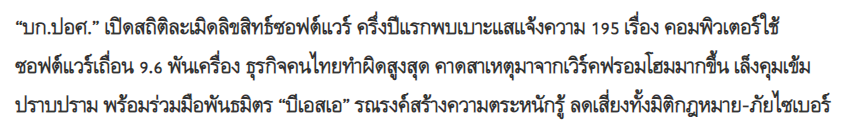 “บก.ปอศ.” เปิดสถิติละเมิดลิขสิทธ์ซอฟต์แวร์ ครึ่งปีแรกพบเบาะแสแจ้งความ 195 เรื่อง คอมพิวเตอร์ใช้
ซอฟต์แวร์เถื่อน 9.6 พันเครื่อง ธุรกิจคนไทยทำผิดสูงสุด คาดสาเหตุมาจากเวิร์คฟรอมโฮมมากขึ้น เล็งคุมเข้ม
ปราบปราม พร้อมร่วมมือพันธมิตร “บีเอสเอ” รณรงค์สร้างความตระหนักรู้ ลดเสี่ยงทั้งมิติกฎหมาย-ภัยไซเบอร์